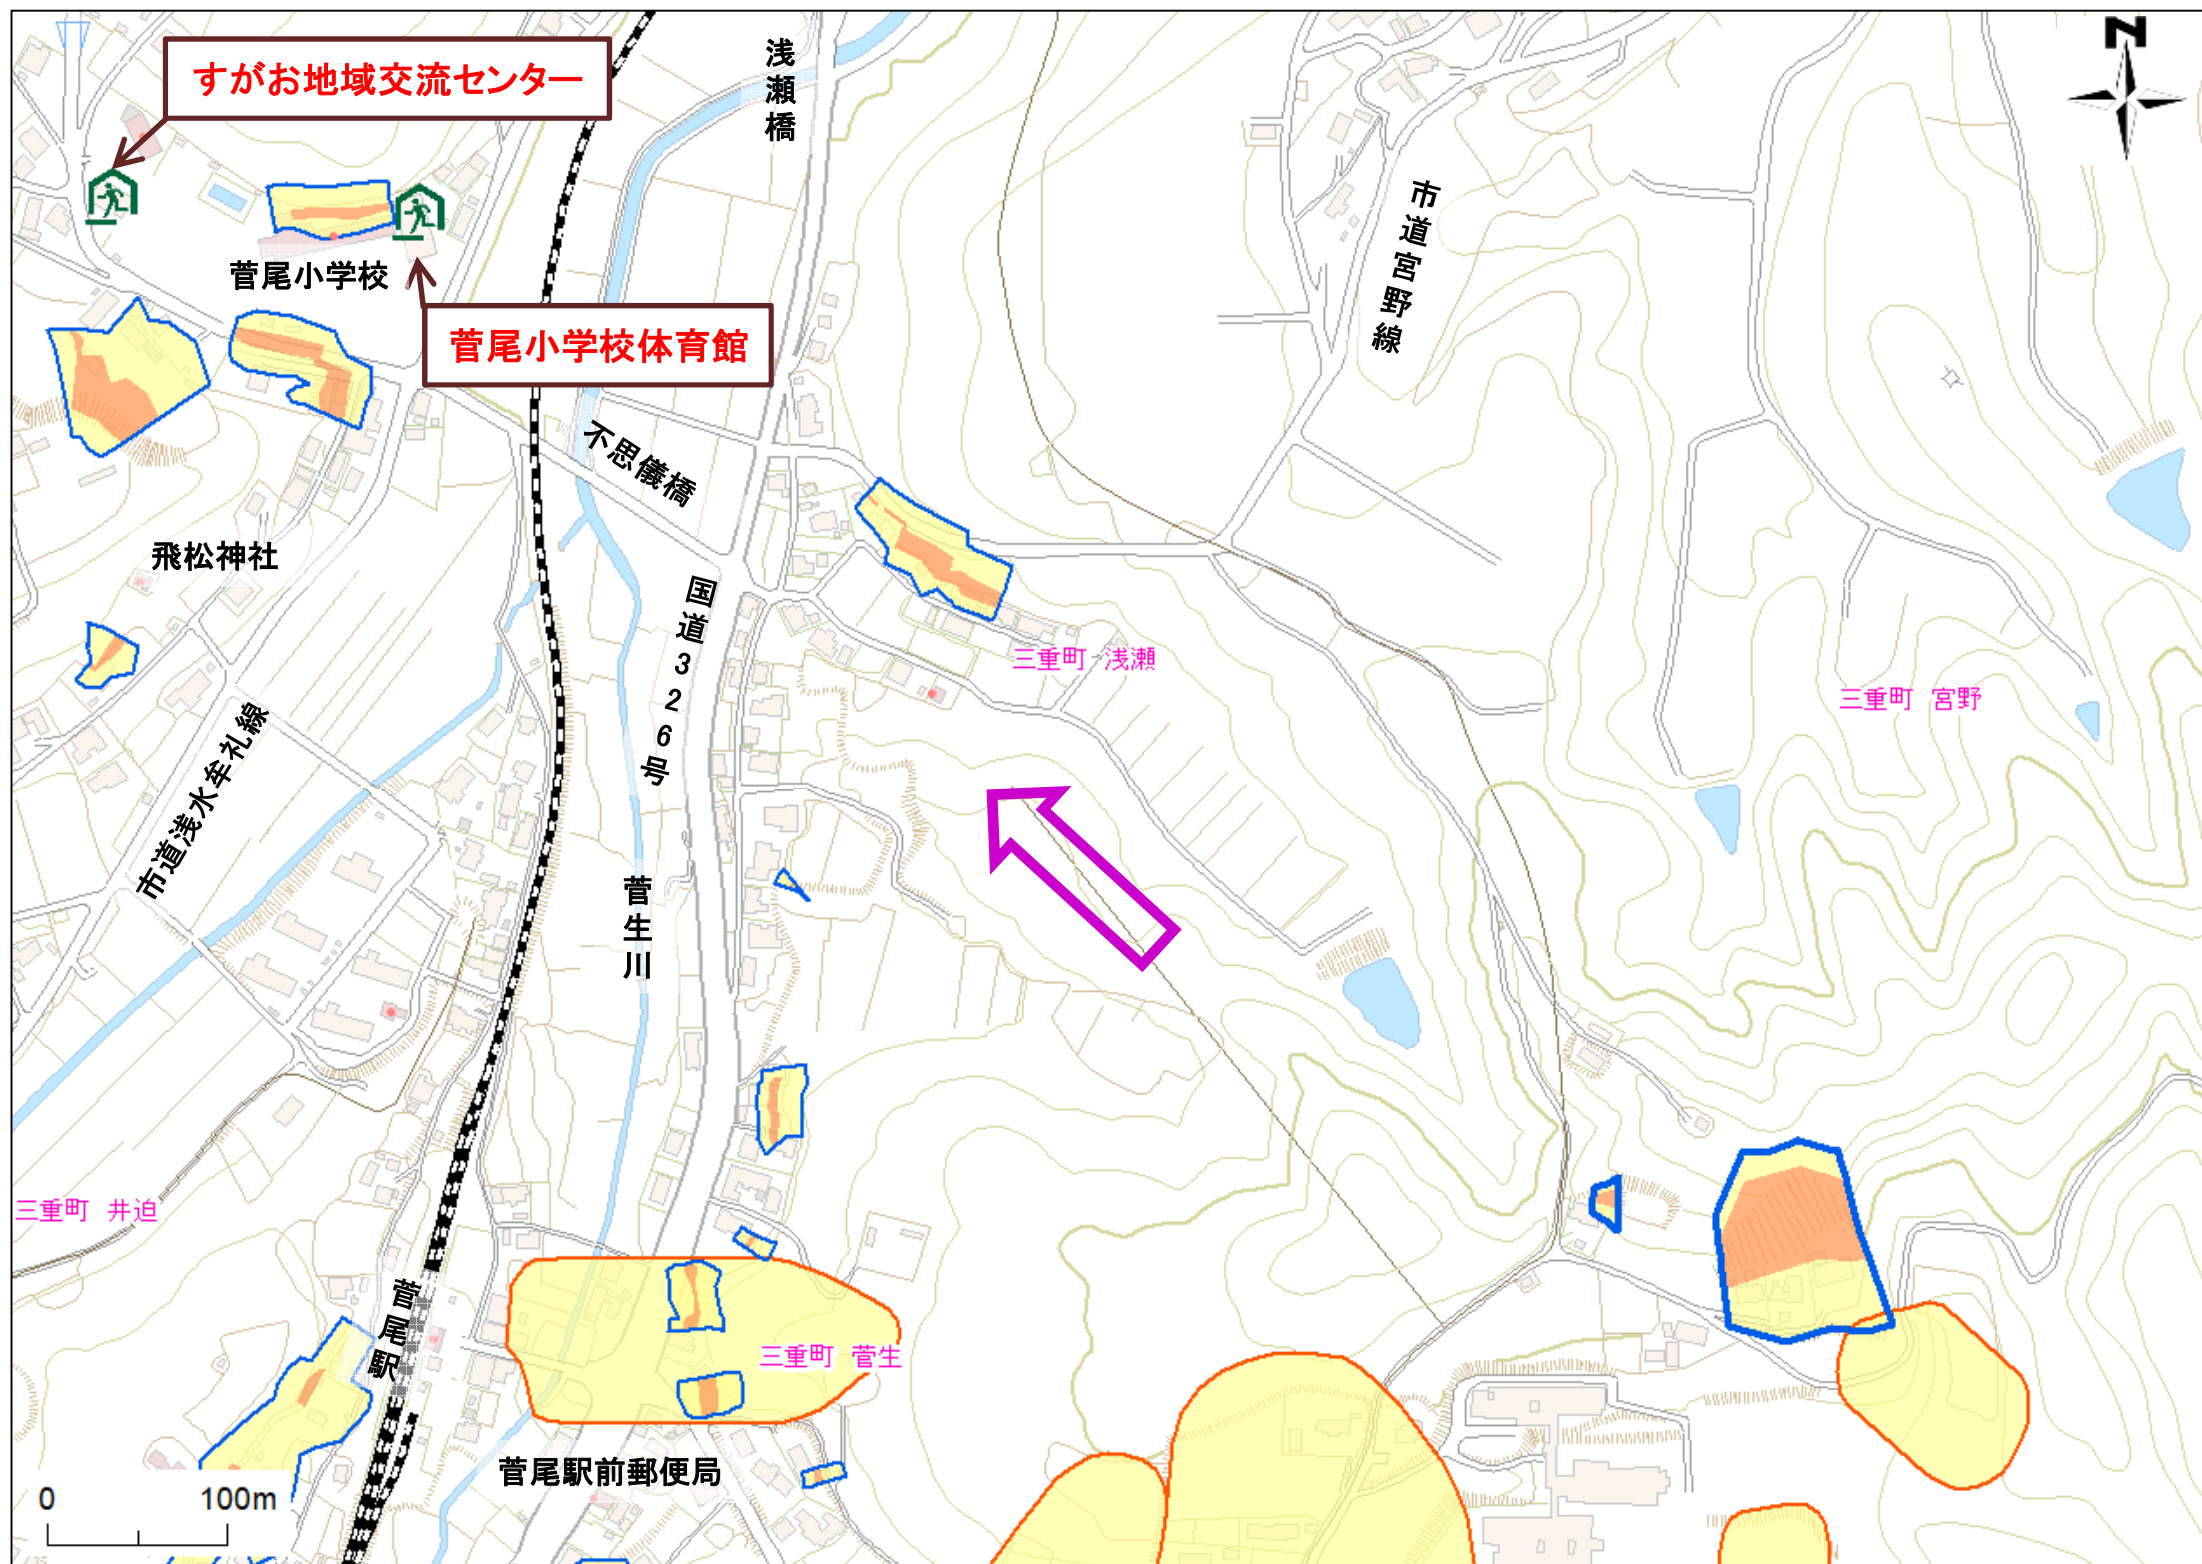 すがお地域交流センター
浅瀬橋
N
市道宮野線
菅尾小学校
菅尾小学校体育館
不思儀橋
飛松神社
国道326号
三重町 浅瀬
三重町 宮野
市道浅水牟礼線
菅生川
三重町 井迫
菅尾駅
三重町 菅生
菅尾駅前郵便局
0 100m